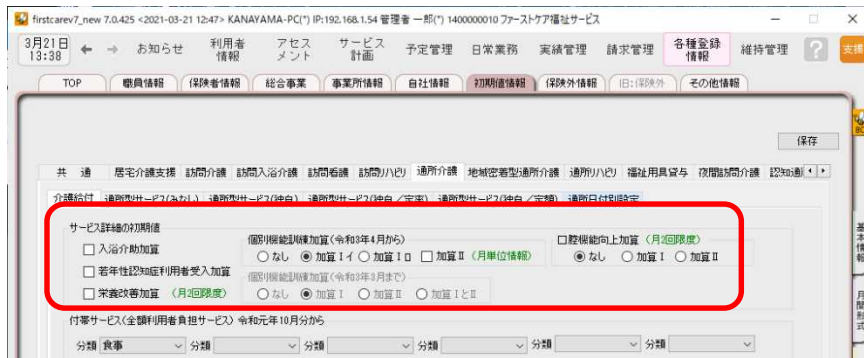 firstcarev7_new 7.0.425 <2021-03-21 12:47> KANAYAMA-PC(*) IP:192.168.1.54 管理者 一郎(*) 1400000010 ファーストケア福祉サービス
3月21日
13:38
← → お知らせ 利用者情報 アセスメント サービス計画 予定管理 日常業務 実績管理 請求管理 各種登録情報 維持管理 ? 支援
TOP 職員情報 保険者情報 総合事業 事業所情報 自社情報 初期値情報 保険外情報 旧:保険外 その他情報
保存
共 通 居宅介護支援 訪問介護 訪問入浴介護 訪問看護 訪問リハビリ 通所介護 地域密着型通所介護 通所リハビリ 福祉用具貸与 夜間訪問介護 認知通
介護給付 通所型サービス(みなし) 通所型サービス(独自) 通所型サービス(独自/定率) 通所型サービス(独自/定額) 通所日付別設定
サービス詳細の初期値
入浴介助加算
若年性認知症利用者受入加算
栄養改善加算 (月2回限度)
個別機能訓練加算(令和3年4月から)
なし 加算Ⅰイ 加算Ⅰロ 加算Ⅱ (月単位情報)
個別機能訓練加算(令和3年3月まで)
なし 加算Ⅰ 加算Ⅱ 加算ⅠとⅡ
口腔機能向上加算 (月2回限度)
なし 加算Ⅰ 加算Ⅱ
付帯サービス(全額利用者負担サービス) 令和元年10月分から
分類 食事 分類 分類 分類 分類 分類
基本情報
月間形式